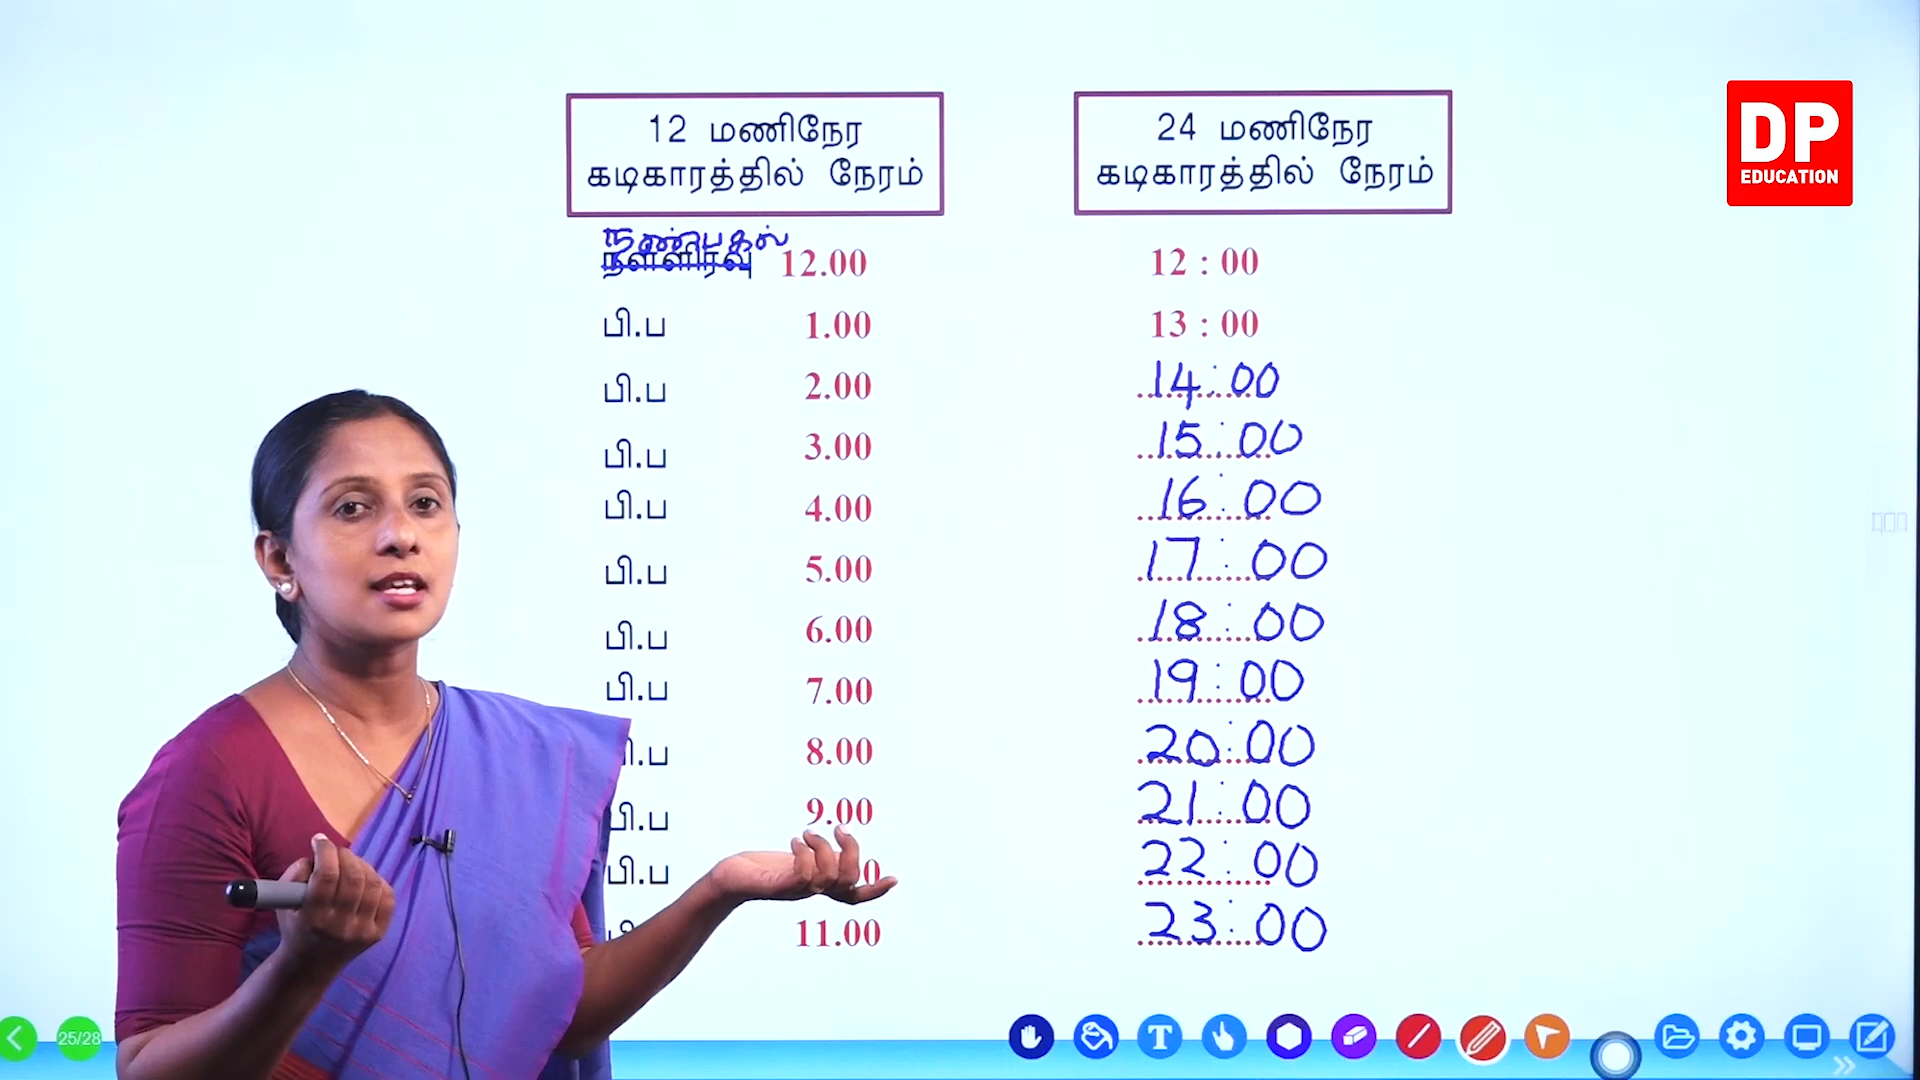 12 மணிநேர
கடிகாரத்தில் நேரம்
24 மணிநேர
கடிகாரத்தில் நேரம்
DP
EDUCATION
நண்பகல்
நள்ளிரவு 12.00 12 : 00
பி.ப 1.00 13 : 00
பி.ப 2.00 14:00
பி.ப 3.00 15:00
பி.ப 4.00 16:00
பி.ப 5.00 17:00
பி.ப 6.00 18:00
பி.ப 7.00 19:00
பி.ப 8.00 20:00
பி.ப 9.00 21:00
பி.ப 22:00
11.00 23:00
25/28